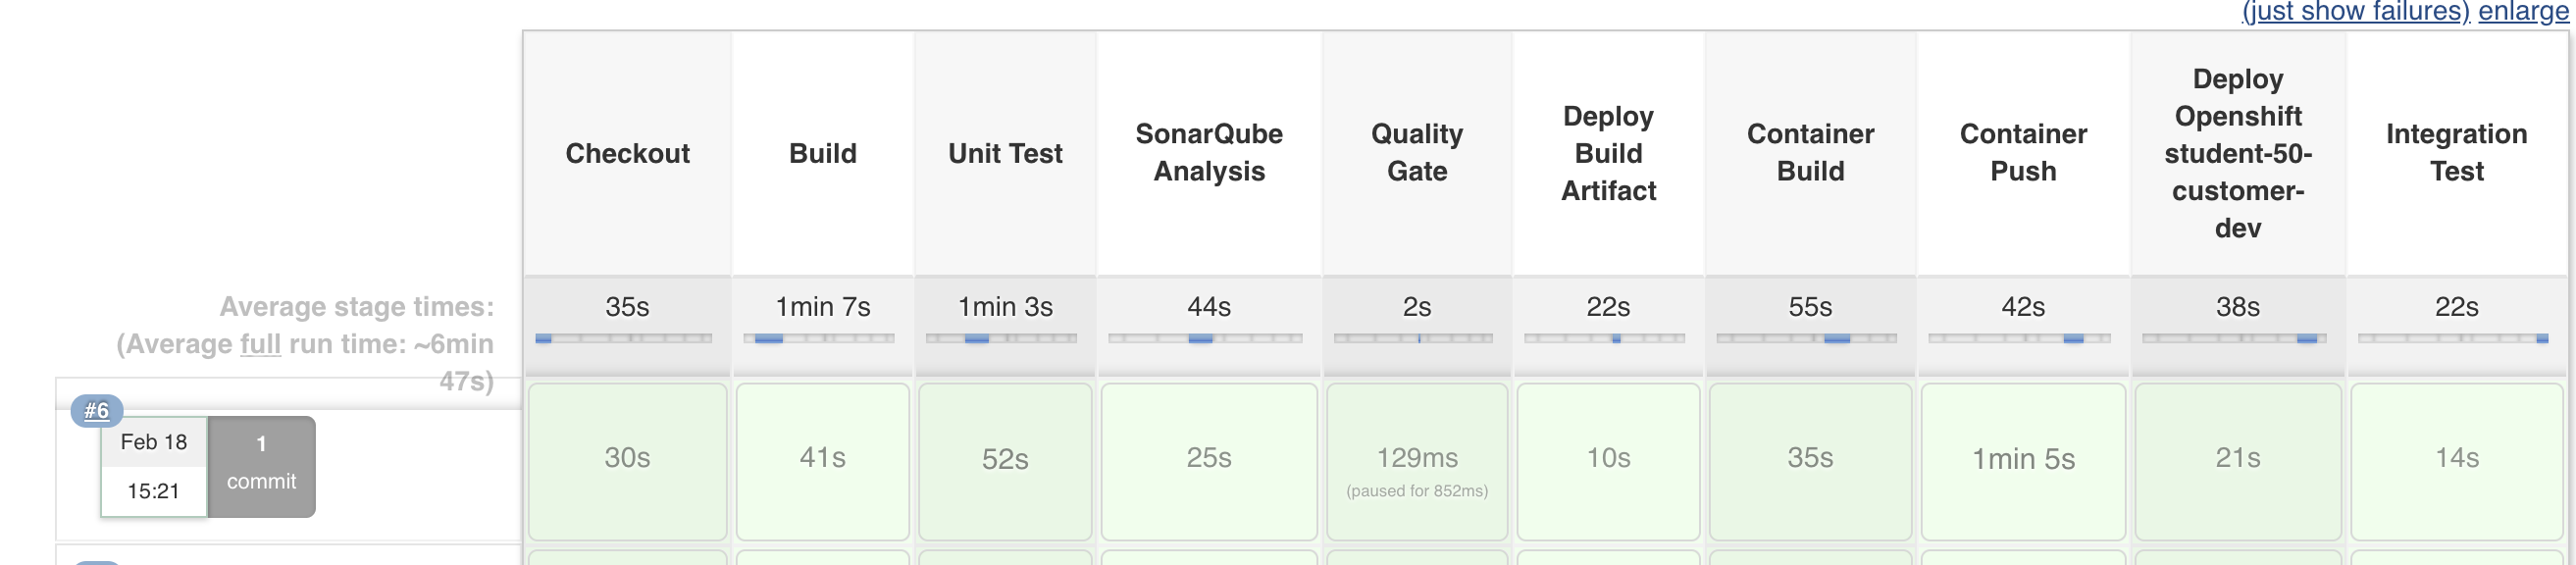 (just show failures) enlarge
Checkout
Build
Unit Test
SonarQube
Analysis
Quality
Gate
Deploy
Build
Artifact
Container
Build
Container
Push
Deploy
Openshift
student-50-
customer-
dev
Integration
Test
Average stage times:
(Average full run time: ~6min
47s)
35s
1min 7s
1min 3s
44s
2s
22s
55s
42s
38s
22s
#6
Feb 18
15:21
1
commit
30s
41s
52s
25s
129ms
(paused for 852ms)
10s
35s
1min 5s
21s
14s